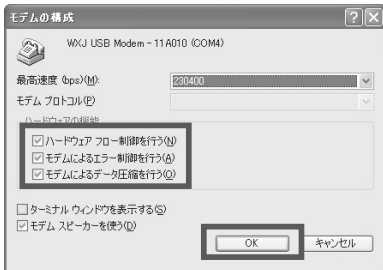 モデムの構成
WXJ USB Modem - 11A010 (COM4)
最高速度 (bps)(M):
230400
モデム プロトコル(P)
ハードウェアの機能
ハードウェア フロー制御を行う(N)
モデムによるエラー制御を行う(A)
モデムによるデータ圧縮を行う(O)
ターミナル ウィンドウを表示する(S)
モデム スピーカーを使う(D)
OK
キャンセル